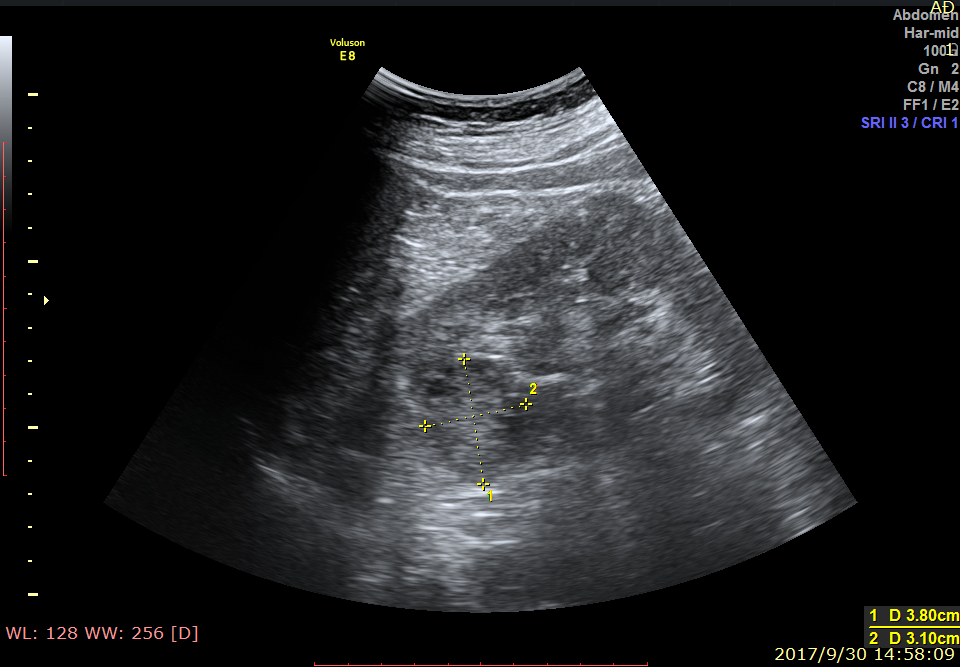 Voluson
E8
AD
Abdomen
Har-mid
Gn 2
C8 / M4
FF1 / E2
SRI II 3 / CRI 1
2
1
1 D 3.80cm
2 D 3.10cm
WL: 128 WW: 256 [D]
2017/9/30 14:58:09